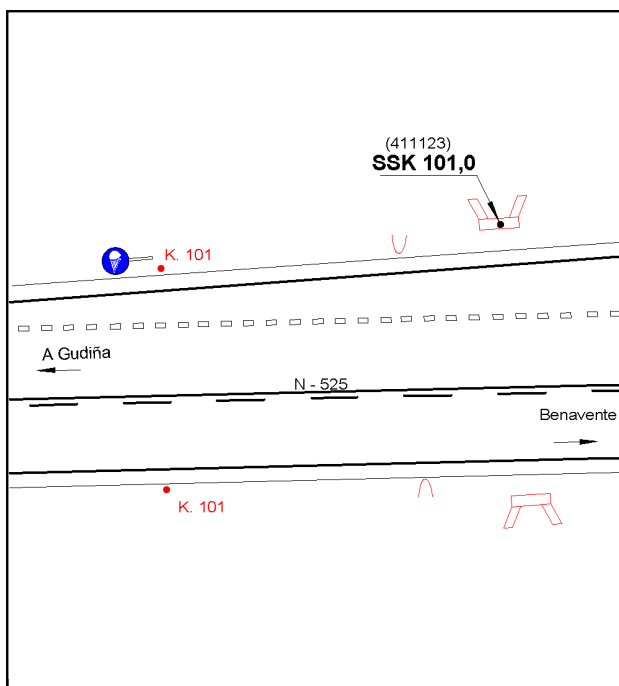 (411123)
SSK 101,0
K. 101
A Gudiña
N - 525
Benavente
K. 101